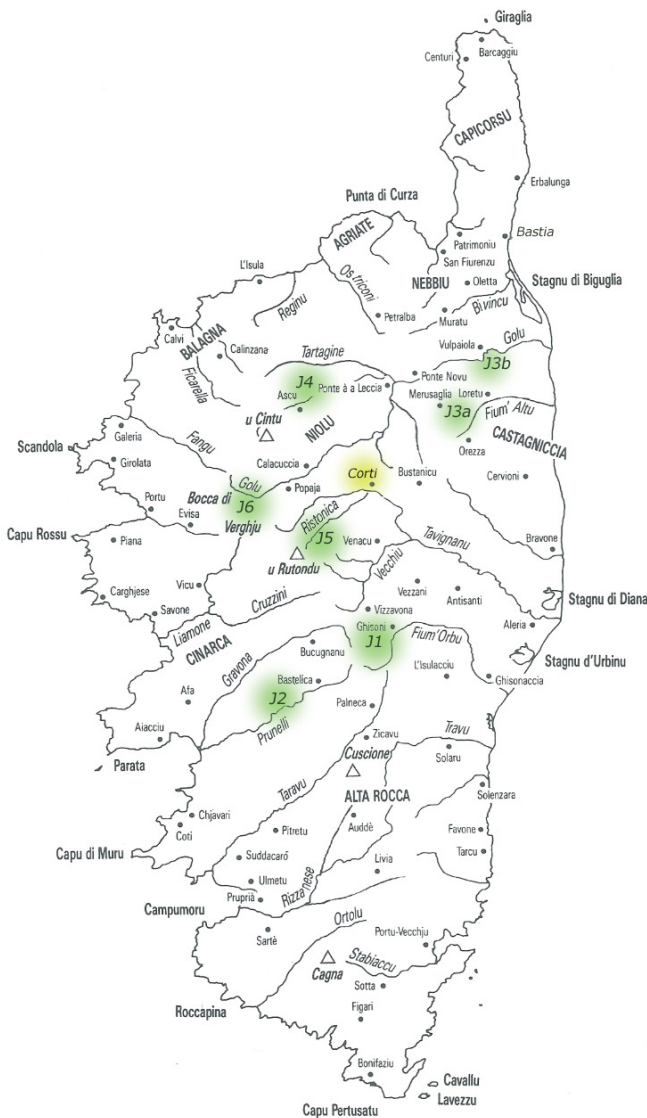 Giraglia
Centuri
Barcaggiu
CAPICORSU
Erbalunga
Punta di Curza
AGRIATE
Patrimoniu
Bastia
San Fiurenzu
L'Isula
Ostriconi
NEBBIU
Oletta
Stagnu di Biguglia
Reginu
Bivincu
Petralba
Muratu
Calvi
BALAGNA
Calinzana
Tartagine
Vulpaiola
Golu
J3b
Ficarella
J4
Ponte à a Leccia
Ponte Novu
Ascu
Merusaglia
Loretu
J3a
Fium' Altu
u Cintu
NIOLU
Galeria
Fangu
Orezza
CASTAGNICCIA
Scandola
Girolata
Calacuccia
Corti
Bustanicu
Cervioni
Golu
Popaja
Portu
Bocca di
J6
Evisa
Verghju
Ristonica
Capu Rossu
Piana
J5
Venacu
Tavignanu
Bravone
u Rutondu
Vecchiu
Carghjese
Vicu
Vezzani
Antisanti
Stagnu di Diana
Savone
Cruzzini
Vizzavona
Liamone
Ghisoni
Aleria
CINARCA
J1
Fium'Orbu
Bucugnanu
Stagnu d'Urbinu
Gravona
L'Isulacciu
Ghisonaccia
Afa
Bastelica
J2
Palneca
Aiacciu
Prunelli
Zicavu
Travu
Parata
Solaru
Cuscione
Taravu
ALTA ROCCA
Solenzara
Chjavari
Coti
Pitretu
Auddè
Favone
Capu di Muru
Suddacarò
Livia
Tarcu
Ulmetu
Pruprià
Rizzanese
Campumoru
Ortolu
Sartè
Portu-Vecchju
Stabiacciu
Cagna
Sotta
Roccapina
Figari
Bonifaziu
Cavallu
Lavezzu
Capu Pertusatu